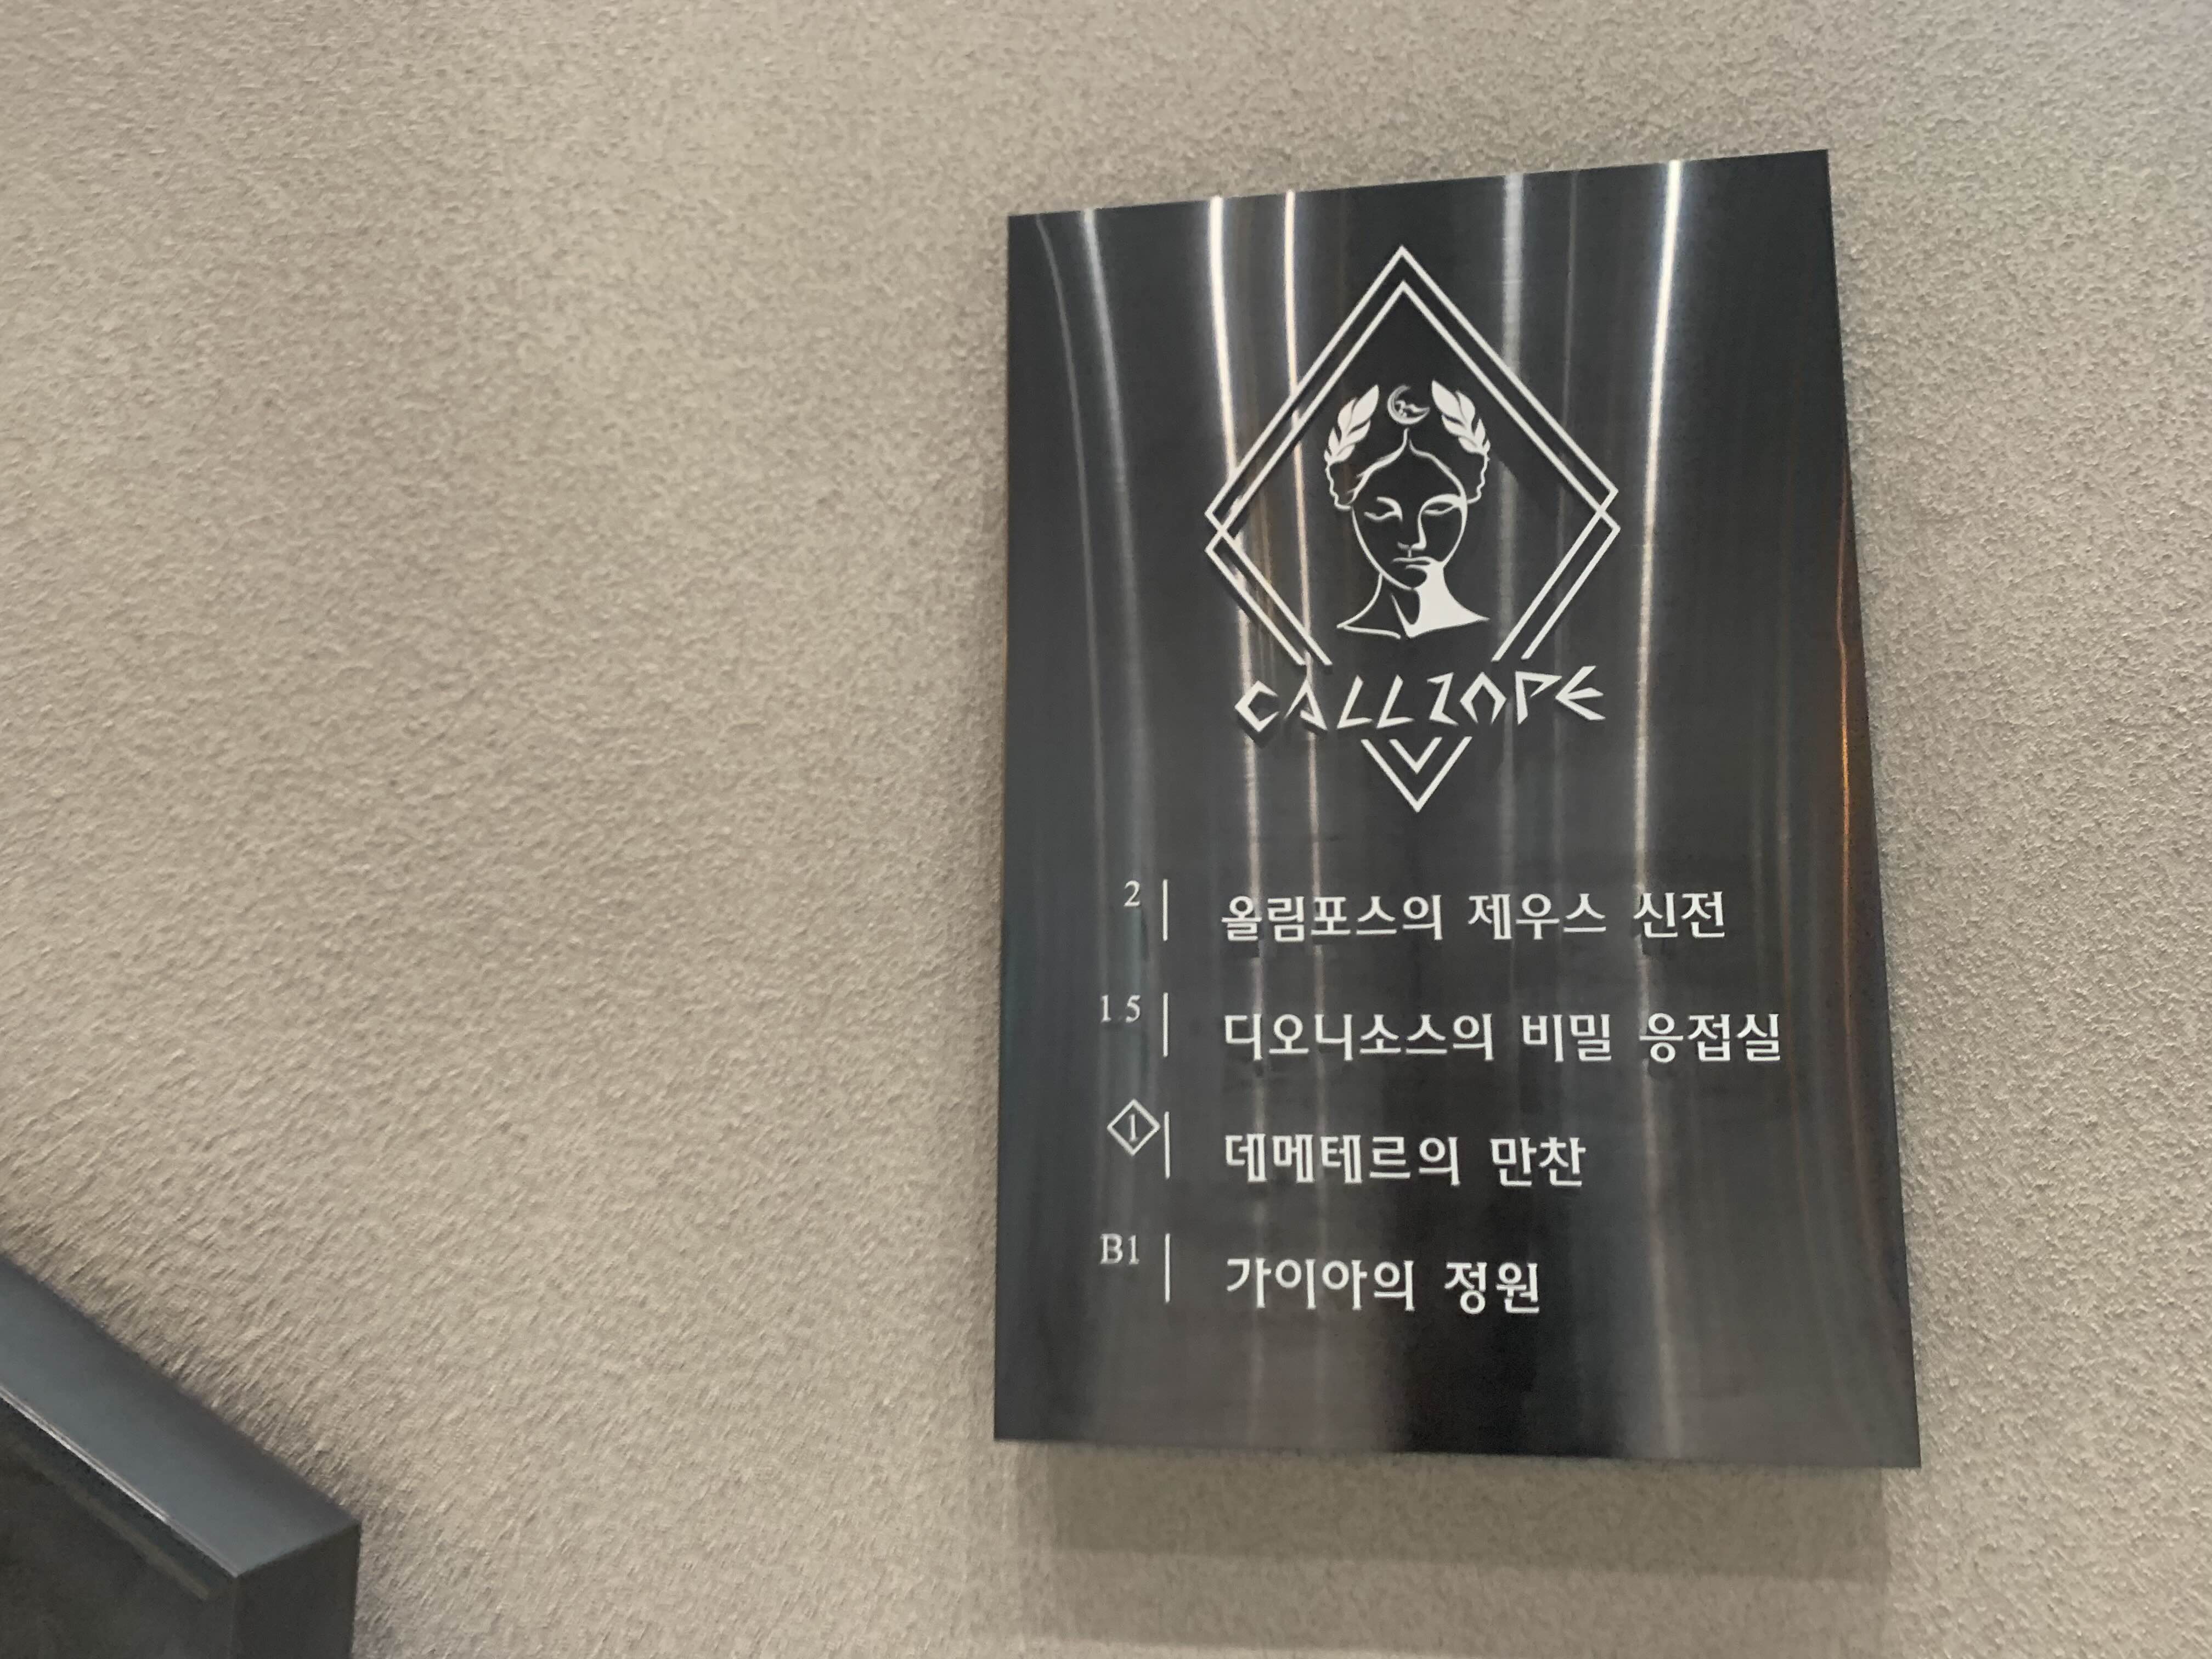 CALLIOPE
2 올림포스의 제우스 신전
1.5 디오니소스의 비밀 응접실
1 데메테르의 만찬
B1 가이아의 정원